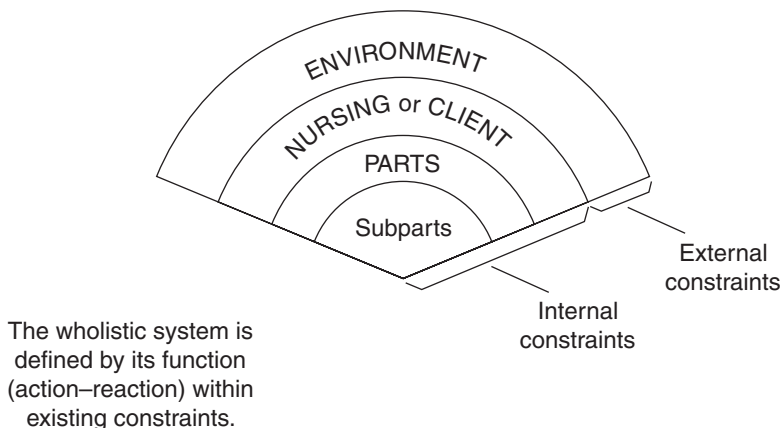 ENVIRONMENT
NURSING or CLIENT
PARTS
Subparts
External
constraints
Internal
constraints
The wholistic system is
defined by its function
(action–reaction) within
existing constraints.